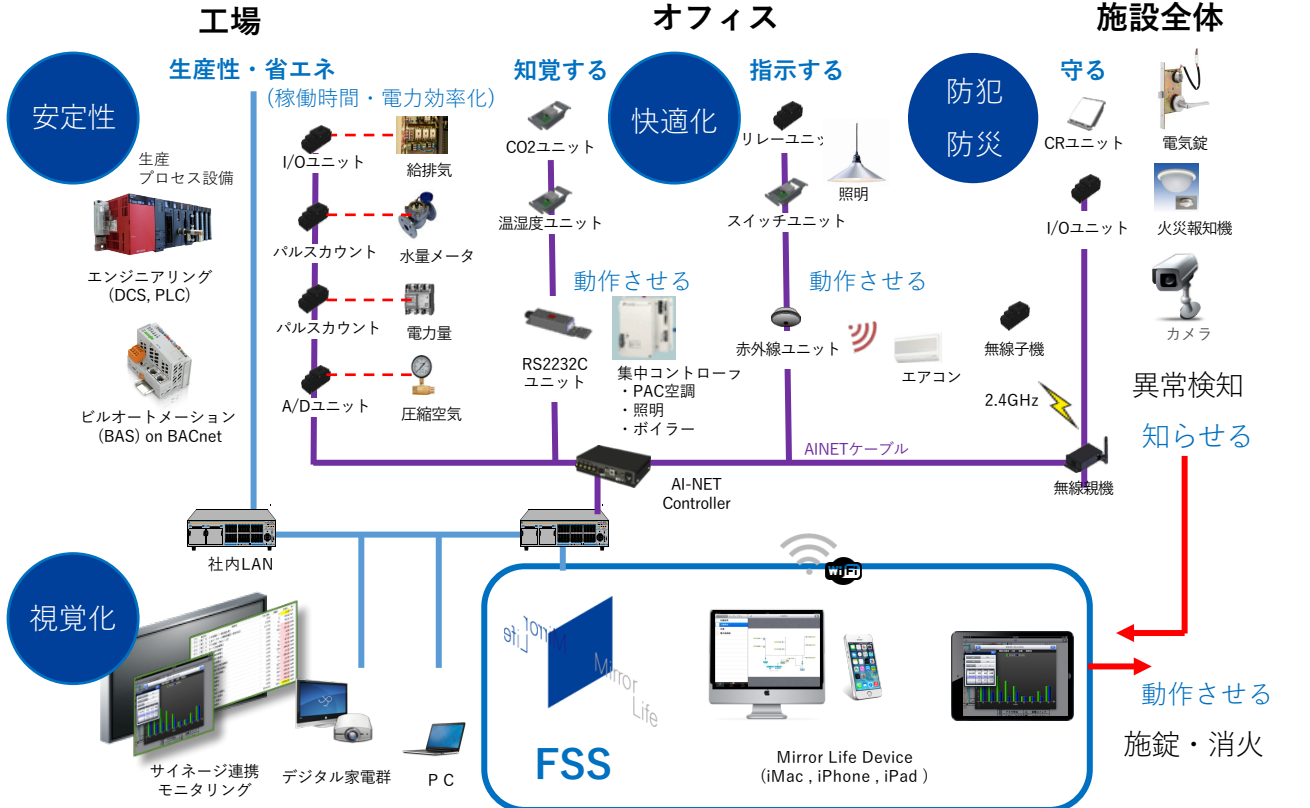 工場
オフィス
施設全体
安定性
生産性・省エネ
(稼働時間・電力効率化)
知覚する
快適化
指示する
防犯
防災
守る
I/Oユニット
給排気
CO2ユニット
リレーユニッ
照明
CRユニット
電気錠
生産
プロセス設備
パルスカウント
水量メータ
温湿度ユニット
スイッチユニット
I/Oユニット
火災報知機
エンジニアリング
(DCS, PLC)
動作させる
動作させる
パルスカウント
電力量
RS2232C
ユニット
集中コントローラ
・PAC空調
・照明
・ボイラー
赤外線ユニット
エアコン
無線子機
カメラ
A/Dユニット
圧縮空気
2.4GHz
異常検知
知らせる
ビルオートメーション
(BAS) on BACnet
AINETケーブル
AI-NET
Controller
無線親機
社内LAN
WiFi
視覚化
Mirror
Life
Mirror
Life
FSS
Mirror Life Device
(iMac , iPhone , iPad )
動作させる
施錠・消火
サイネージ連携
モニタリング
デジタル家電群
ＰＣ